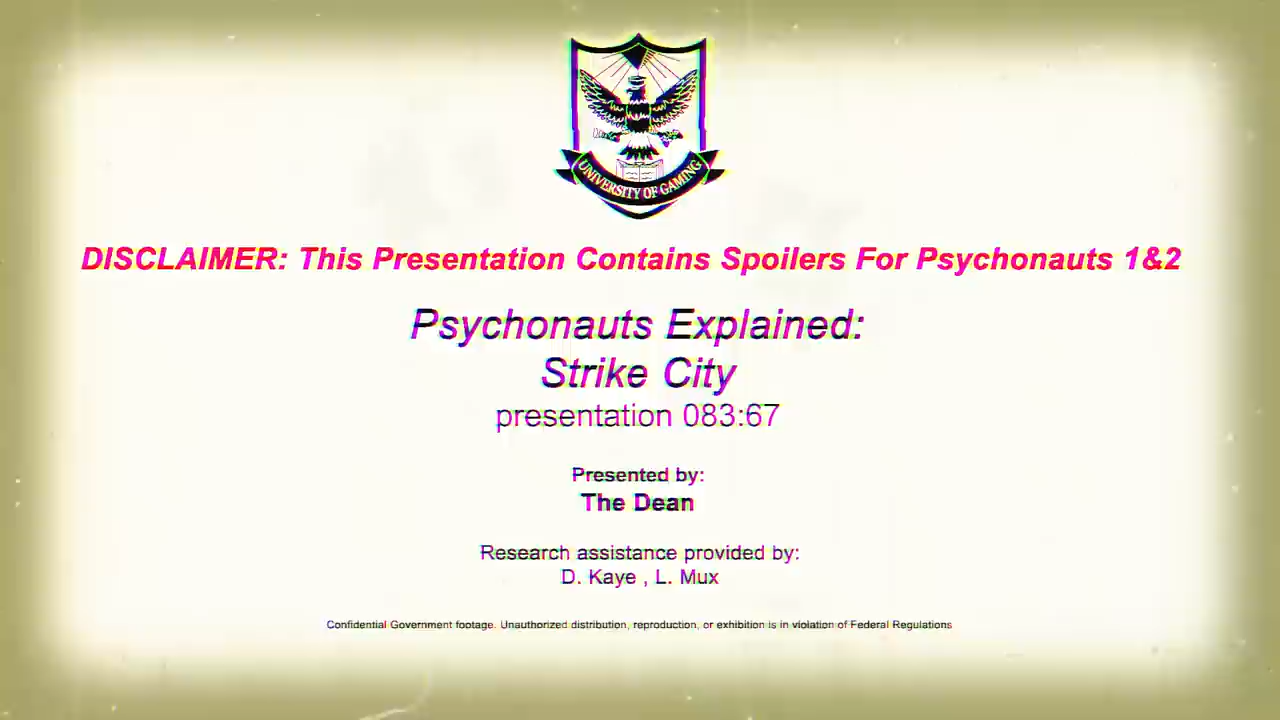 UNIVERSITY OF GAMING
DISCLAIMER: This Presentation Contains Spoilers For Psychonauts 1&2
Psychonauts Explained:
Strike City
presentation 083:67
Presented by:
The Dean
Research assistance provided by:
D. Kaye , L. Mux
Confidential Government footage. Unauthorized distribution, reproduction, or exhibition is in violation of Federal Regulations